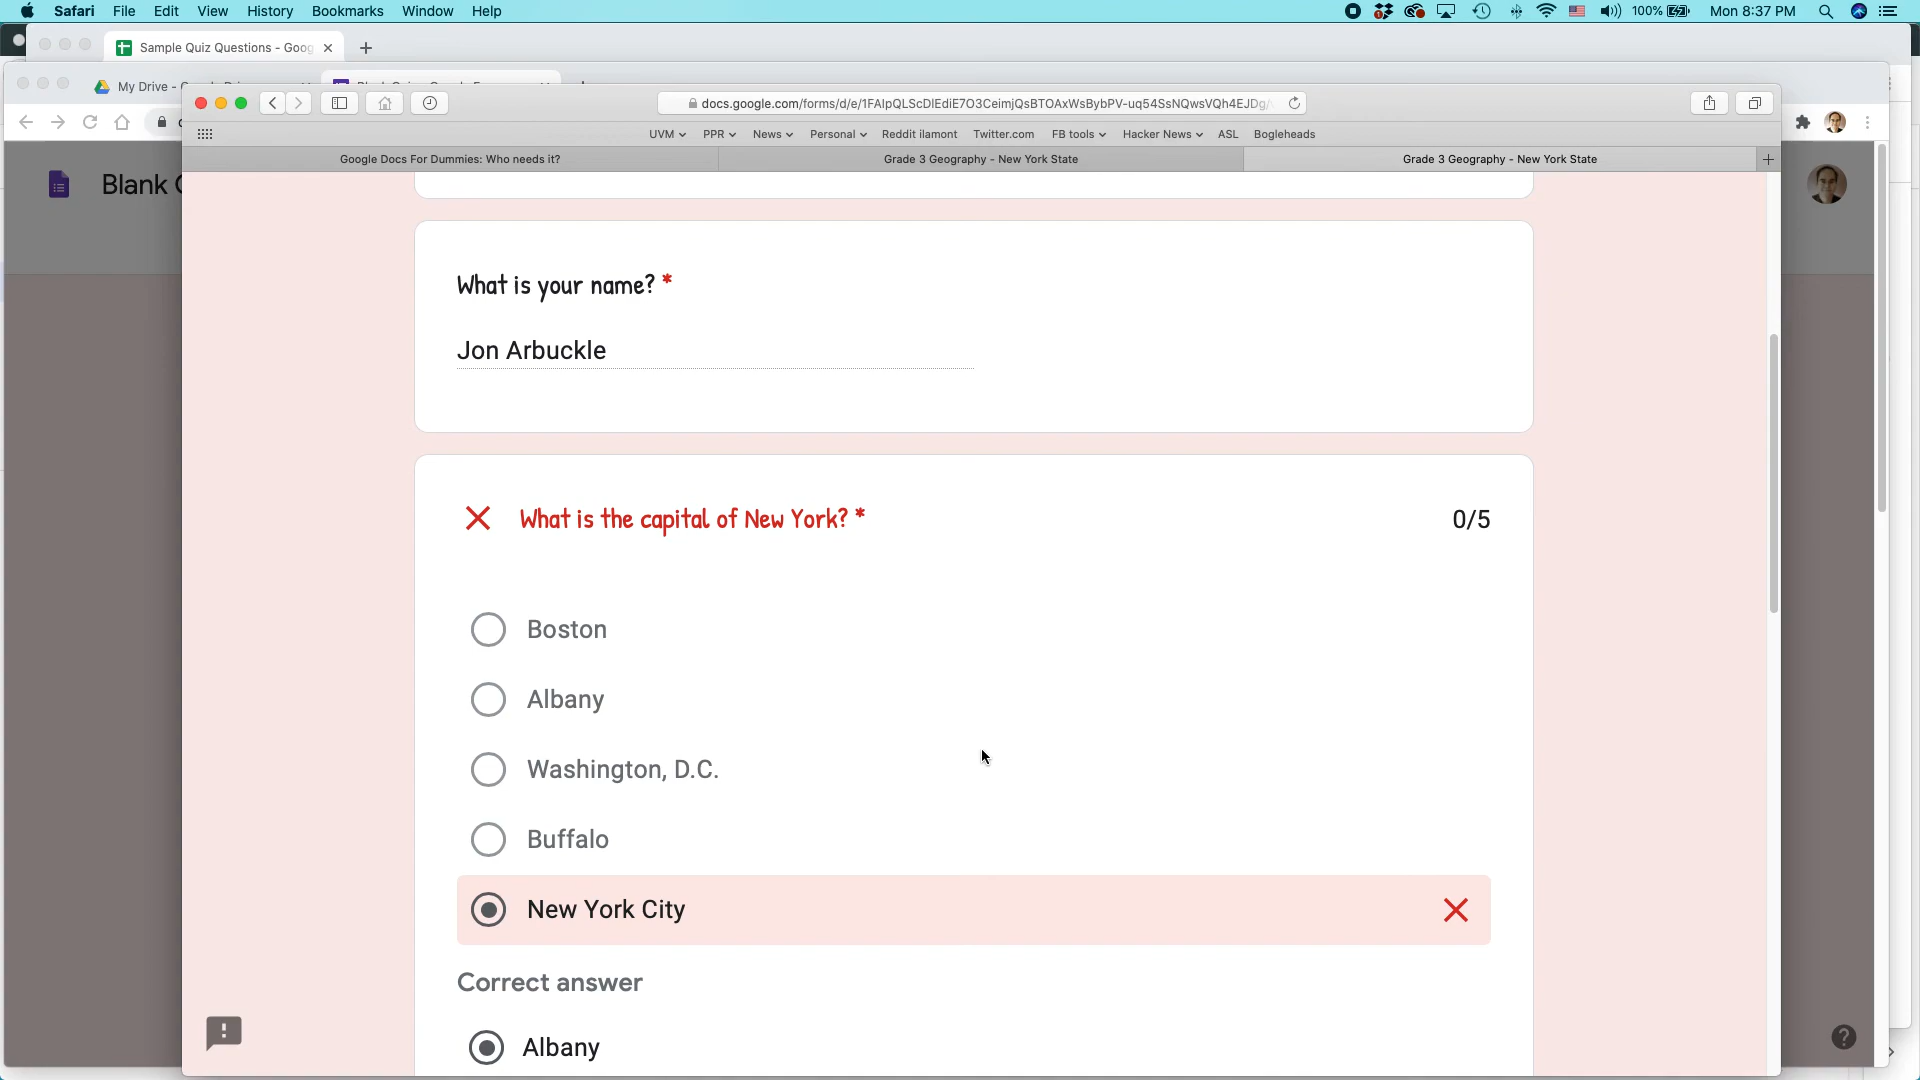 Safari File Edit View History Bookmarks Window Help
100% Mon 8:37 PM
Sample Quiz Questions - Goog
My Drive -
docs.google.com/forms/d/e/1FAIpQLScDlEdiE7O3CeimjQsBTOAxWsBybPV-uq54SsNQwsVQh4EJDg/
UVM PPR News Personal Reddit ilamont Twitter.com FB tools Hacker News ASL Bogleheads
Google Docs For Dummies: Who needs it? Grade 3 Geography - New York State Grade 3 Geography - New York State
Blank
What is your name? *
Jon Arbuckle
What is the capital of New York? *
0/5
Boston
Albany
Washington, D.C.
Buffalo
New York City
Correct answer
Albany